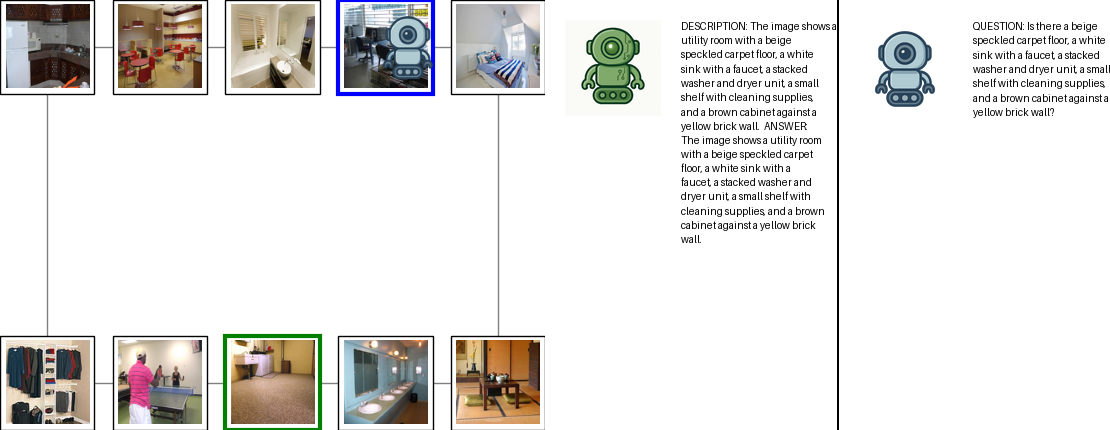 DESCRIPTION: The image shows a
utility room with a beige
speckled carpet floor, a white
sink with a faucet, a stacked
washer and dryer unit, a small
shelf with cleaning supplies,
and a brown cabinet against a
yellow brick wall.  ANSWER:
The image shows a utility room
with a beige speckled carpet
floor, a white sink with a
faucet, a stacked washer and
dryer unit, a small shelf with
cleaning supplies, and a brown
cabinet against a yellow brick
wall.
QUESTION: Is there a beige
speckled carpet floor, a white
sink with a faucet, a stacked
washer and dryer unit, a small
shelf with cleaning supplies,
and a brown cabinet against a
yellow brick wall?